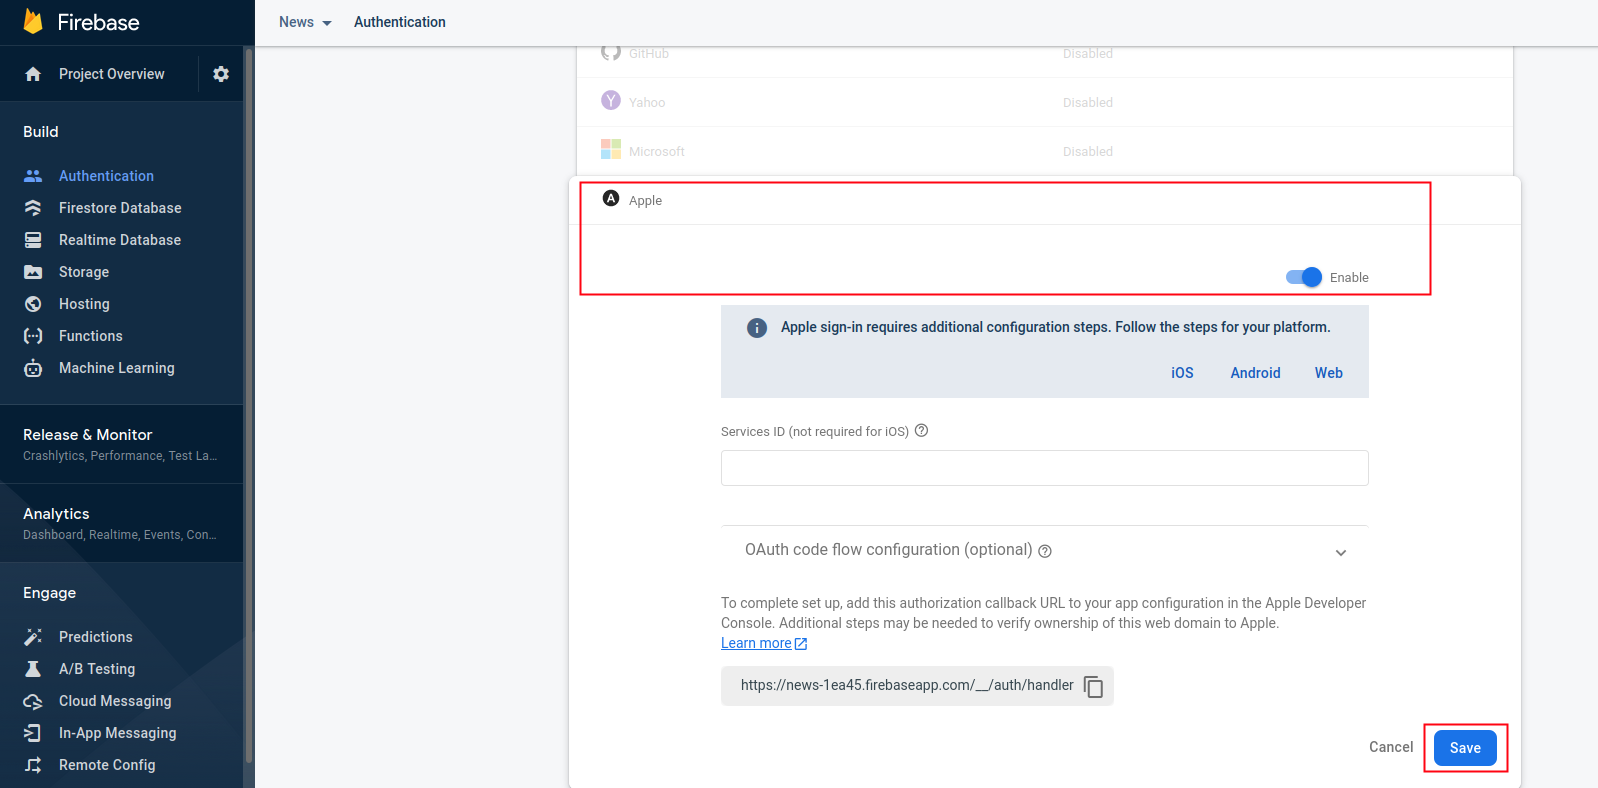 Firebase
News
Authentication
Project Overview
Build
Authentication
Firestore Database
Realtime Database
Storage
Hosting
Functions
Machine Learning
Release & Monitor
Crashlytics, Performance, Test La...
Analytics
Dashboard, Realtime, Events, Con...
Engage
Predictions
A/B Testing
Cloud Messaging
In-App Messaging
Remote Config
GitHub Disabled
Yahoo Disabled
Microsoft Disabled
Apple
Enable
Apple sign-in requires additional configuration steps. Follow the steps for your platform.
iOS Android Web
Services ID (not required for iOS)
OAuth code flow configuration (optional)
To complete set up, add this authorization callback URL to your app configuration in the Apple Developer
Console. Additional steps may be needed to verify ownership of this web domain to Apple.
Learn more
https://news-1ea45.firebaseapp.com/__/auth/handler
Cancel Save